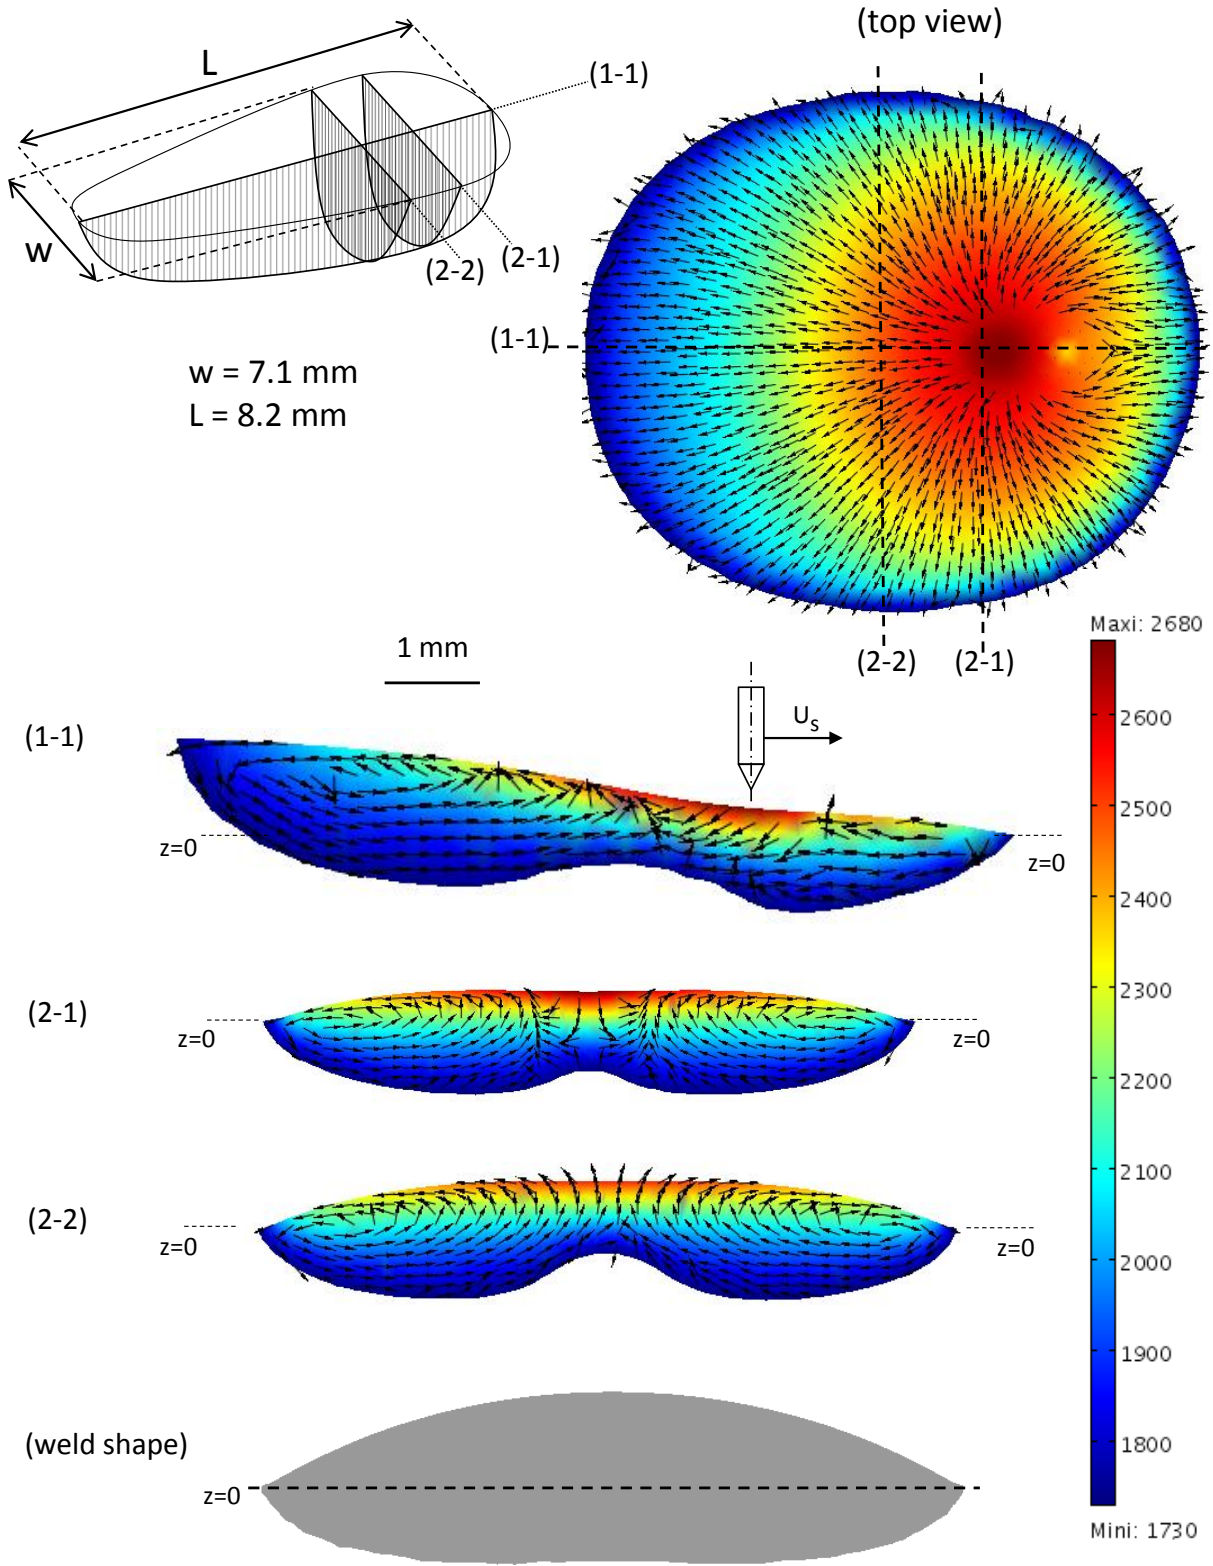 (top view)
L
(1-1)
w
(2-2)
(2-1)
(1-1)
w = 7.1 mm
L = 8.2 mm
(2-2)
(2-1)
Maxi: 2680
1 mm
(1-1)
U_s
z=0
z=0
(2-1)
z=0
z=0
(2-2)
z=0
z=0
(weld shape)
z=0
2600
2500
2400
2300
2200
2100
2000
1900
1800
Mini: 1730